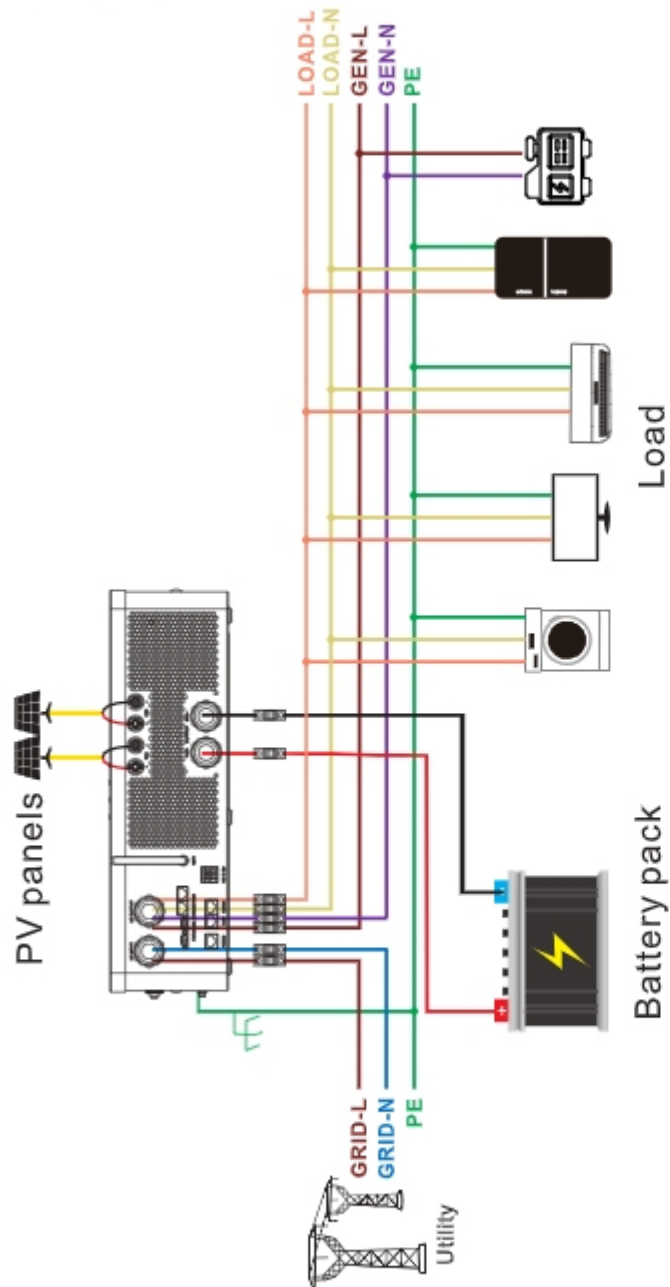 PV panels
LOAD-L
LOAD-N
GEN-L
GEN-N
PE
GRID-L
GRID-N
PE
Utility
Battery pack
+
-
Load